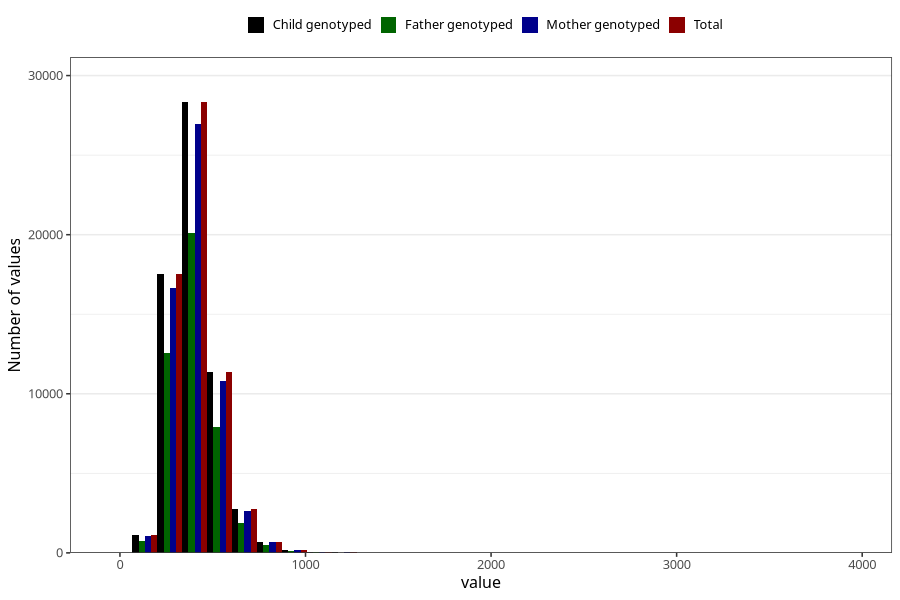 Child genotyped Father genotyped Mother genotyped Total
30000
20000
10000
0
Number of values
0 1000 2000 3000 4000
value